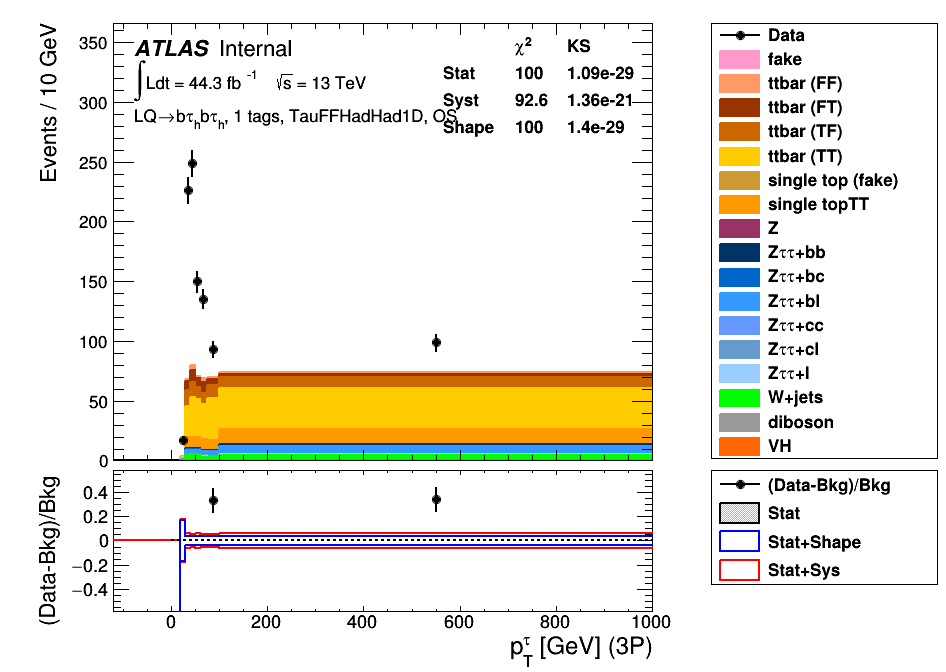 Events / 10 GeV
350
300
250
200
150
100
50
0
ATLAS Internal
∫Ldt = 44.3 fb⁻¹ √s = 13 TeV
LQ→bτₕbτₕ, 1 tags, TauFFHadHad1D, OS
χ² KS
Stat 100 1.09e-29
Syst 92.6 1.36e-21
Shape 100 1.4e-29
Data
fake
ttbar (FF)
ttbar (FT)
ttbar (TF)
ttbar (TT)
single top (fake)
single topTT
Z
Zττ+bb
Zττ+bc
Zττ+bl
Zττ+cc
Zττ+cl
Zττ+l
W+jets
diboson
VH
(Data-Bkg)/Bkg
0.4
0.2
0
−0.2
−0.4
0 200 400 600 800 1000
p_T^τ [GeV] (3P)
(Data-Bkg)/Bkg
Stat
Stat+Shape
Stat+Sys